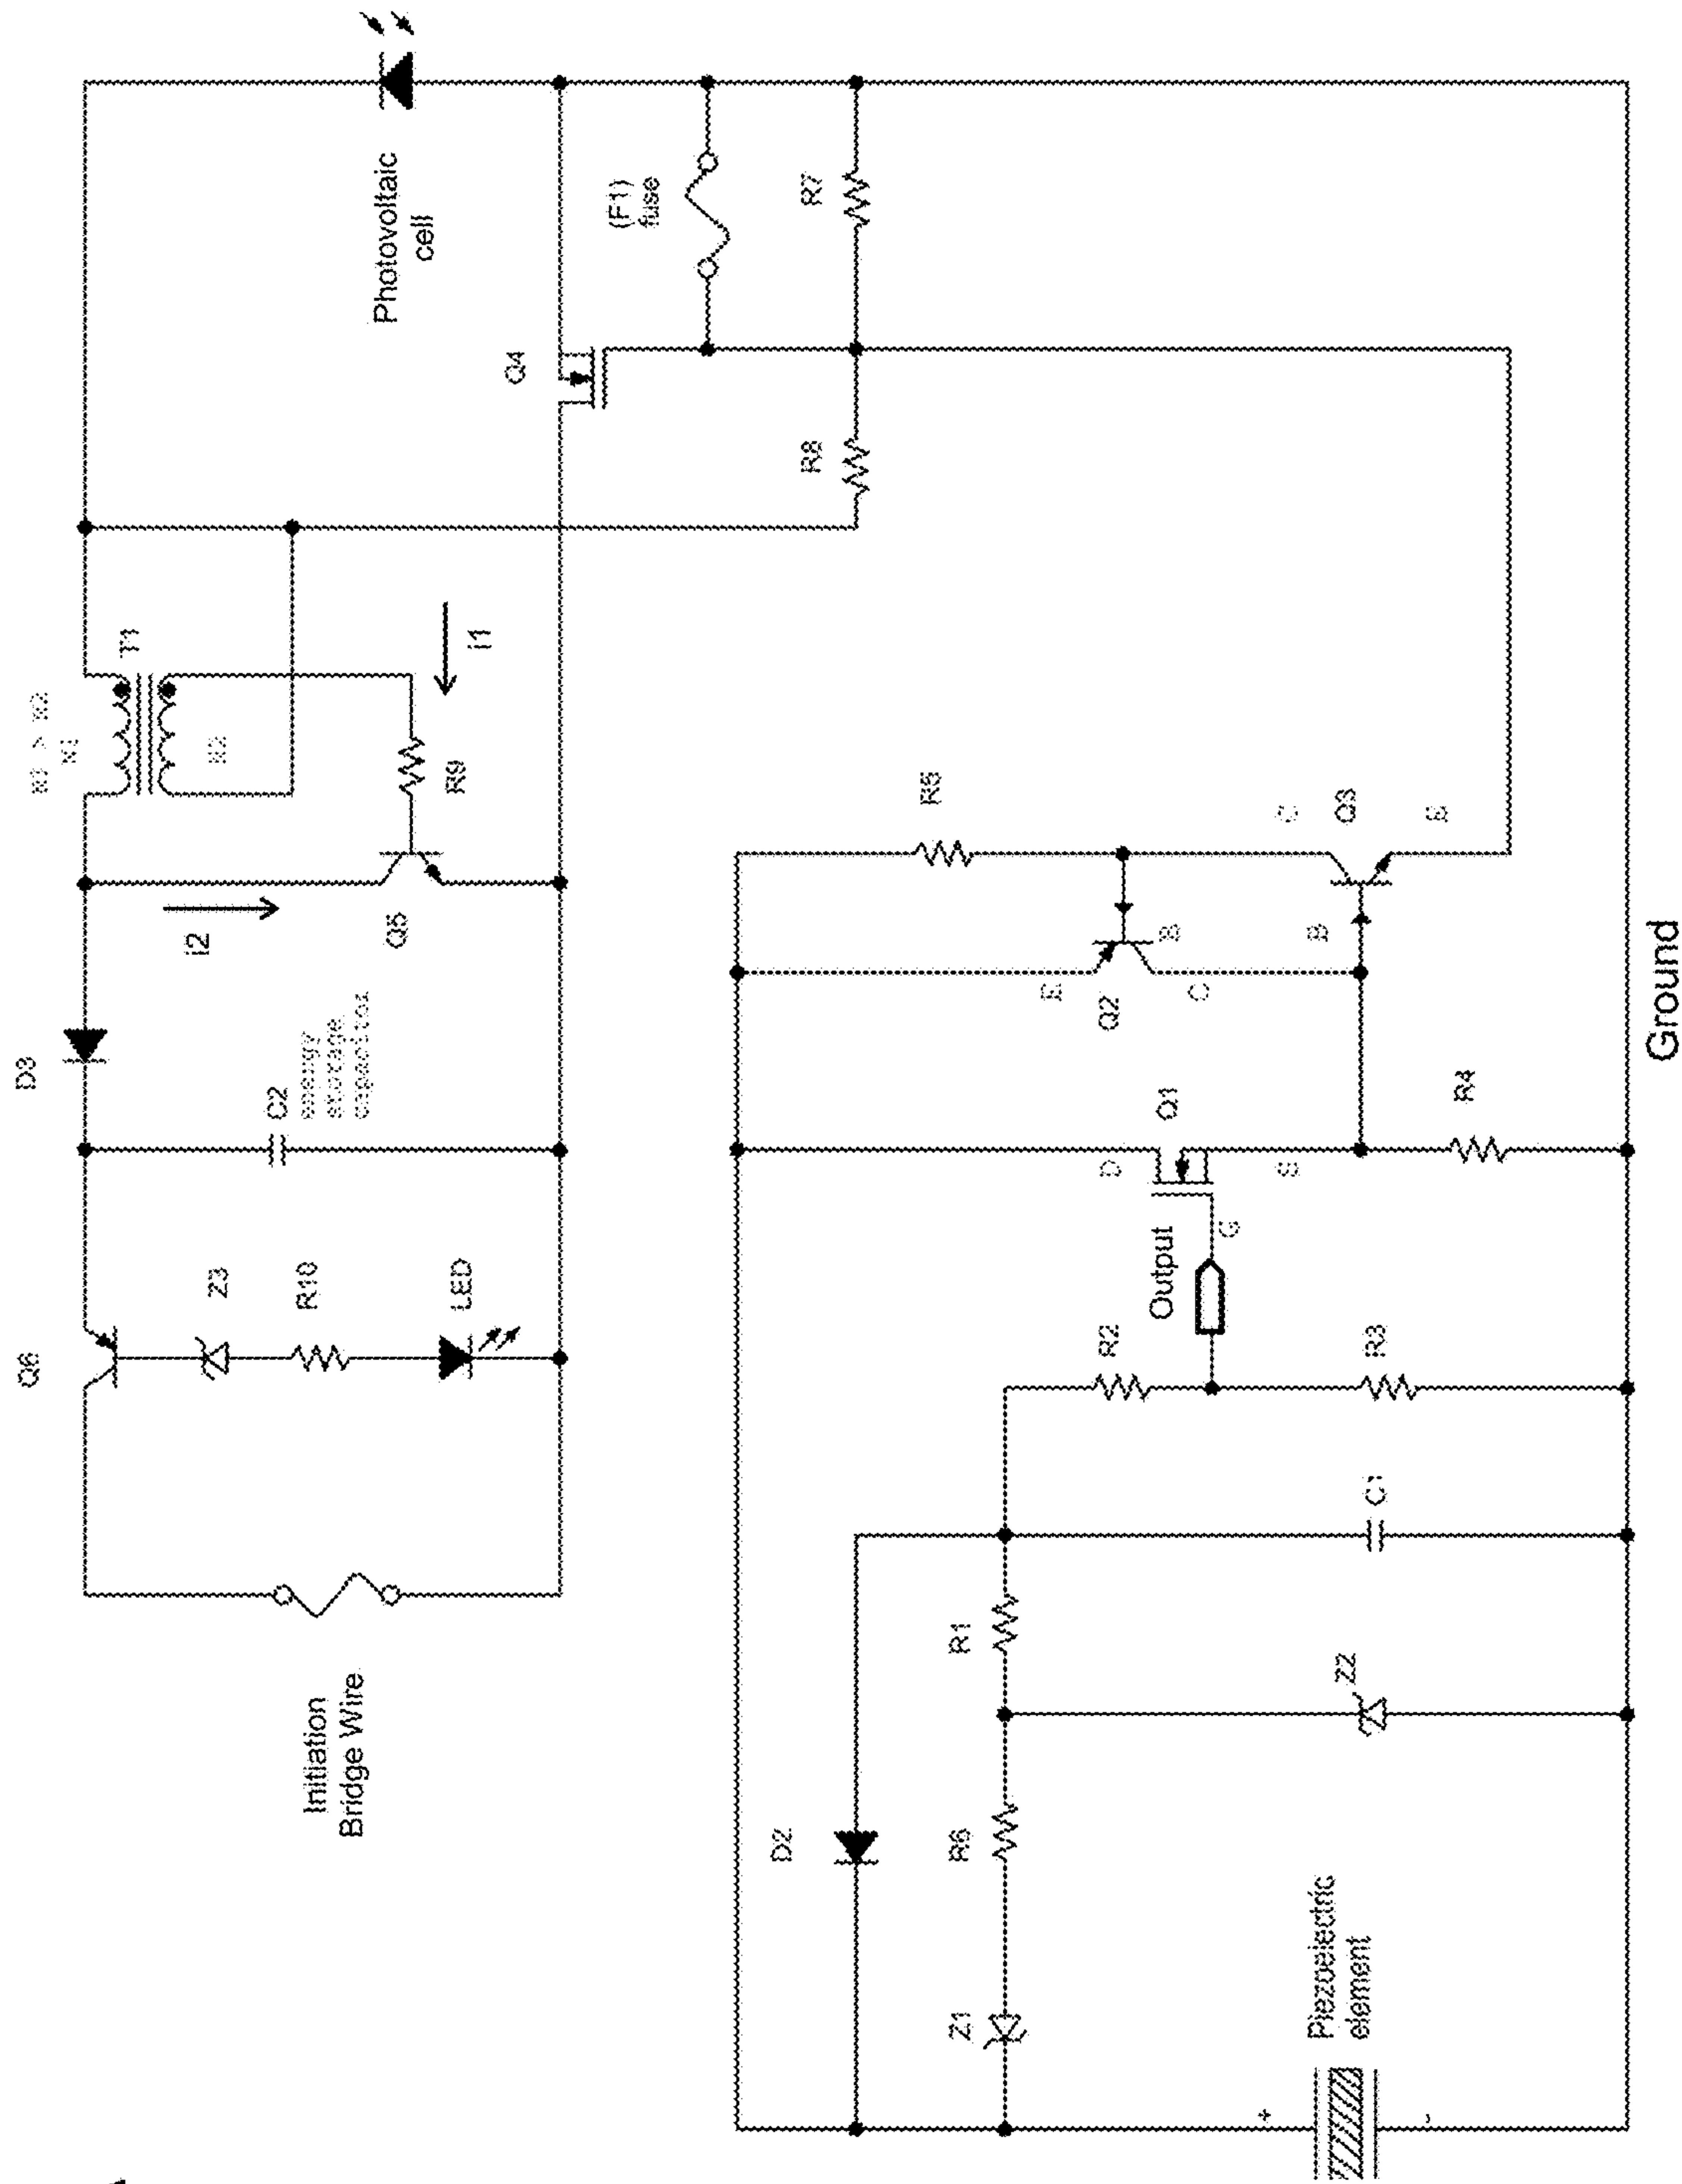 Piezoelectric
element
+
-
Z1
D2
R6
R1
Z2
C1
R2
R3
Output
G
D
S
Q1
R4
Ground
E
Q2
C
B
B
R5
C
Q3
E
Initiation
Bridge Wire
Q6
Z3
R10
LED
D3
C2
energy
storage
capacitor
i2
Q5
R9
i1
N1
N2
T1
R8
Q4
R7
(F1)
fuse
Photovoltaic
cell